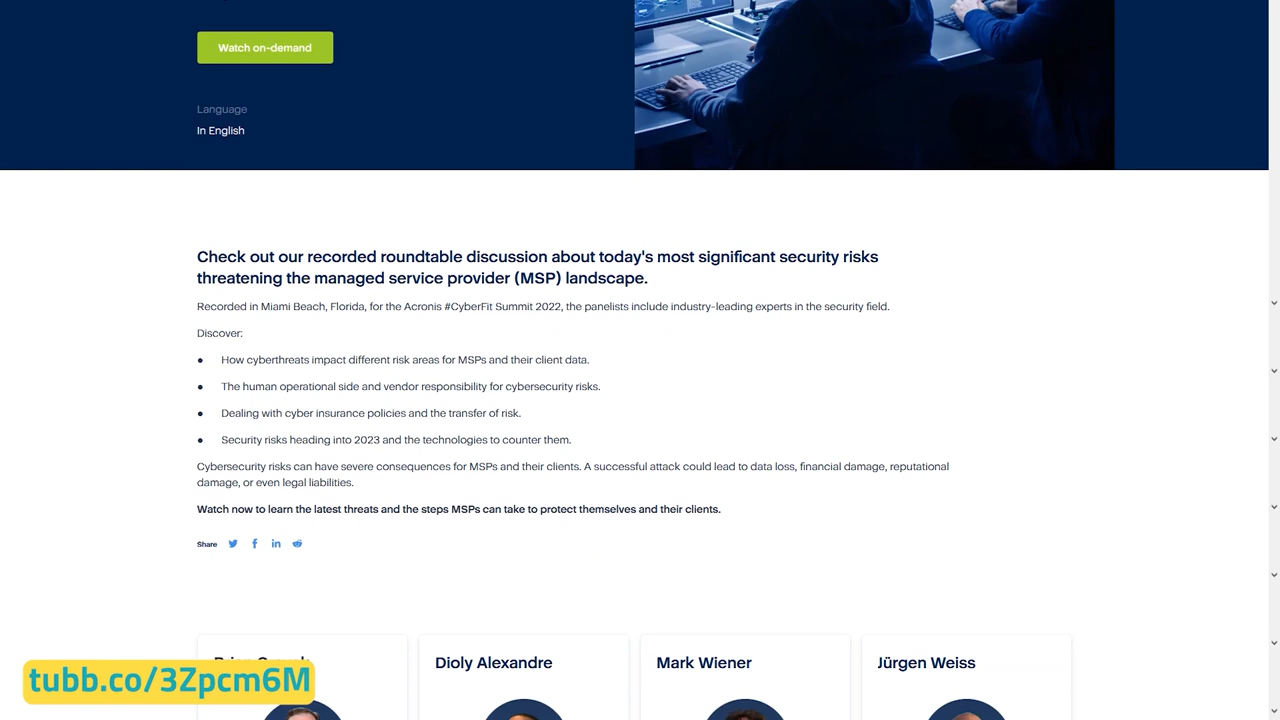 Watch on-demand
Language
In English
Check out our recorded roundtable discussion about today's most significant security risks
threatening the managed service provider (MSP) landscape.
Recorded in Miami Beach, Florida, for the Acronis #CyberFit Summit 2022, the panelists include industry-leading experts in the security field.
Discover:
● How cyberthreats impact different risk areas for MSPs and their client data.
● The human operational side and vendor responsibility for cybersecurity risks.
● Dealing with cyber insurance policies and the transfer of risk.
● Security risks heading into 2023 and the technologies to counter them.
Cybersecurity risks can have severe consequences for MSPs and their clients. A successful attack could lead to data loss, financial damage, reputational
damage, or even legal liabilities.
Watch now to learn the latest threats and the steps MSPs can take to protect themselves and their clients.
Share
Dioly Alexandre
Mark Wiener
Jürgen Weiss
tubb.co/3Zpcm6M